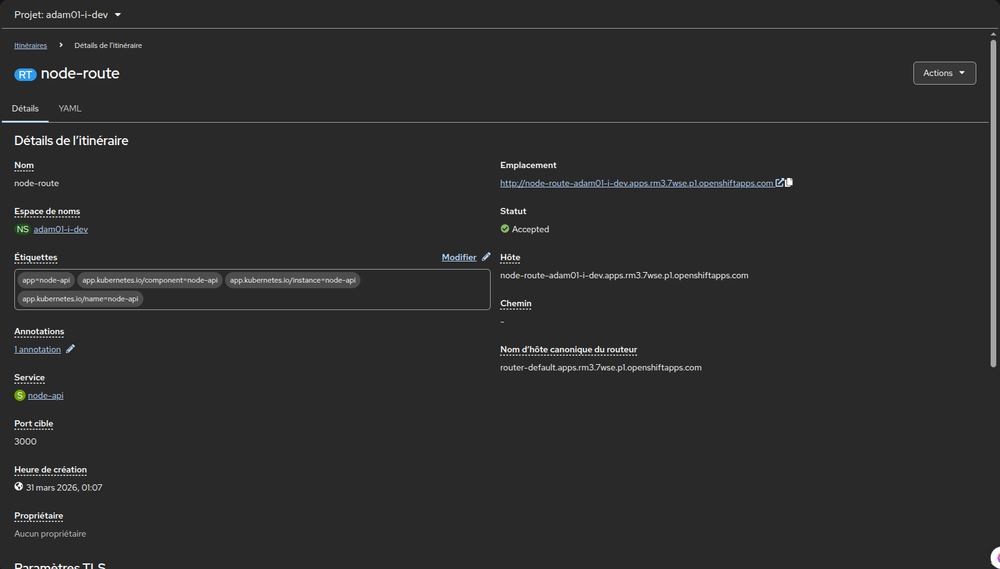 Projet: adam01-i-dev
Itinéraires
Détails de l'itinéraire
RT node-route
Actions
Détails
YAML
Détails de l'itinéraire
Nom
node-route
Espace de noms
NS adam01-i-dev
Étiquettes
Modifier
app=node-api
app.kubernetes.io/component=node-api
app.kubernetes.io/instance=node-api
app.kubernetes.io/name=node-api
Annotations
1 annotation
Service
S node-api
Port cible
3000
Heure de création
31 mars 2026, 01:07
Propriétaire
Aucun propriétaire
Emplacement
http://node-route-adam01-i-dev.apps.rm3.7wse.p1.openshiftapps.com
Statut
Accepted
Hôte
node-route-adam01-i-dev.apps.rm3.7wse.p1.openshiftapps.com
Chemin
-
Nom d'hôte canonique du routeur
router-default.apps.rm3.7wse.p1.openshiftapps.com
Paramètres TLS